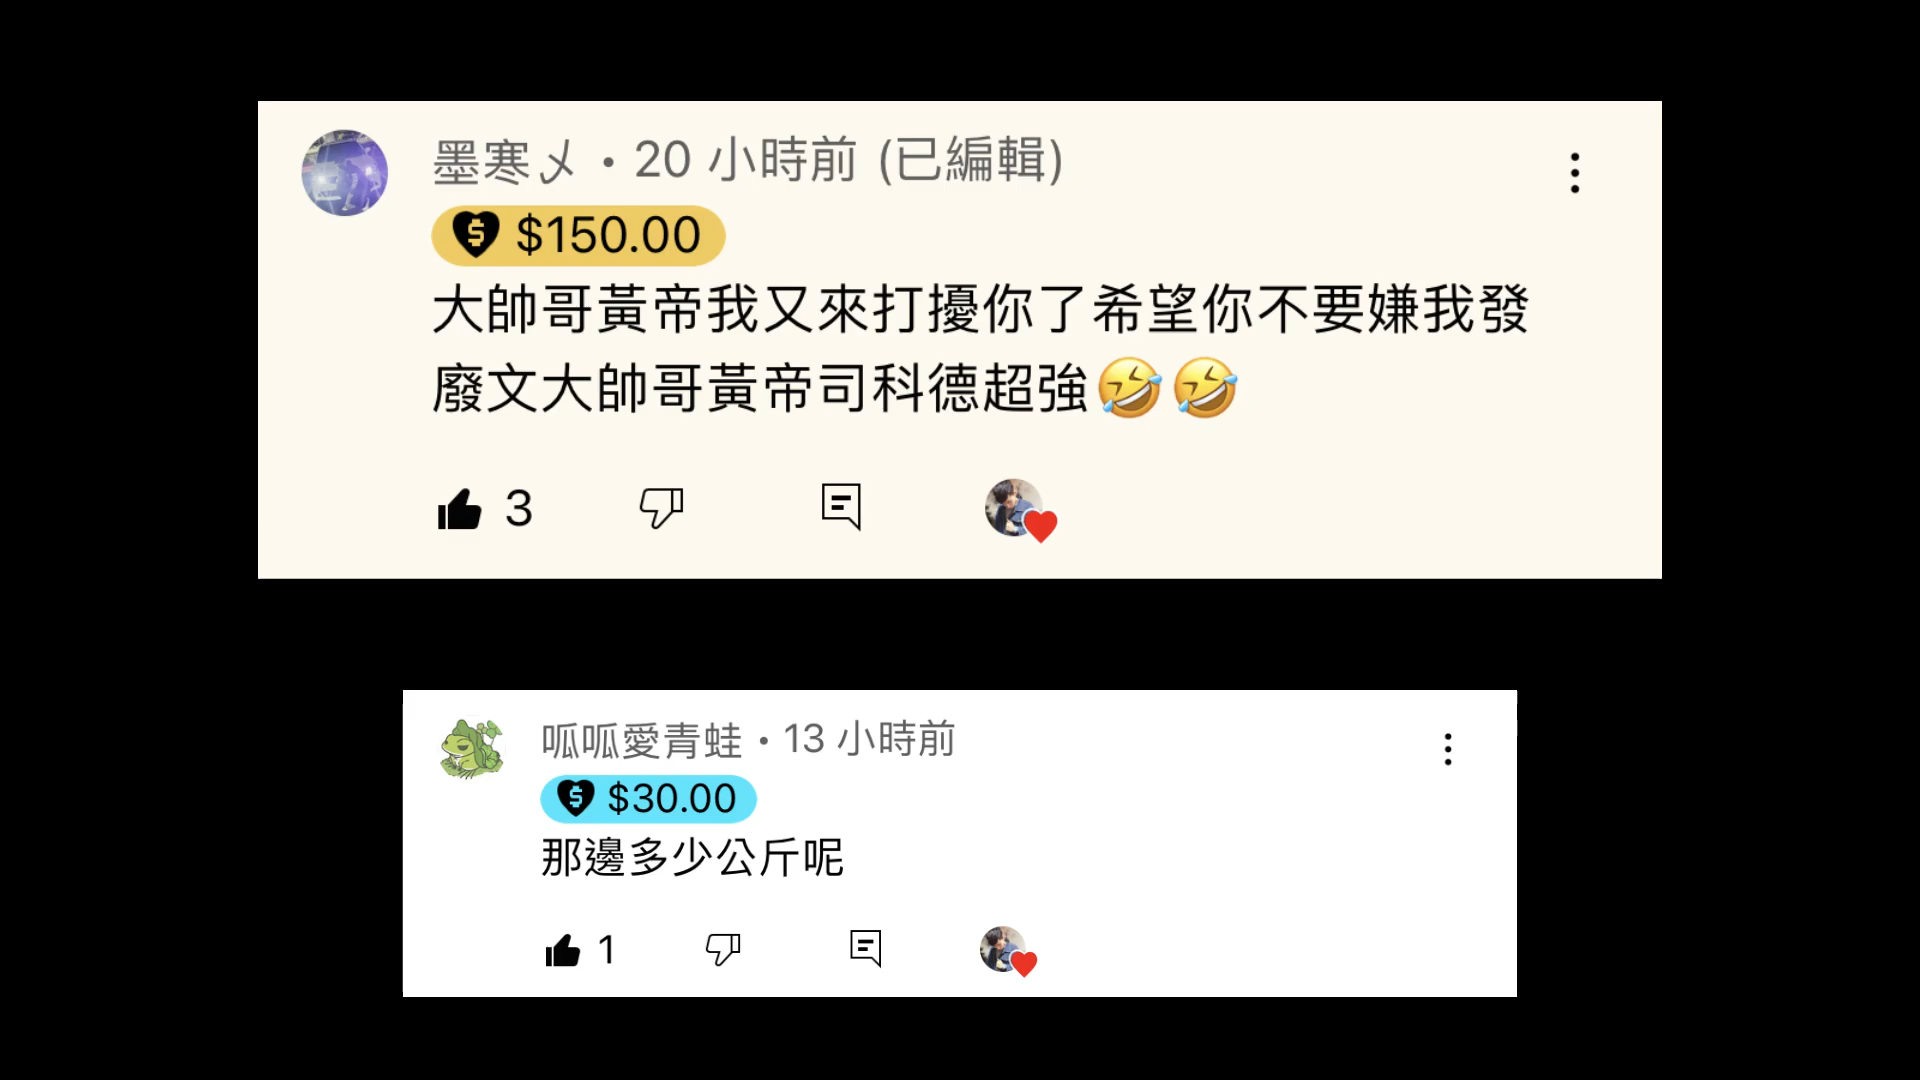 墨寒乄・20 小時前 (已編輯)
$150.00
大帥哥黃帝我又來打擾你了希望你不要嫌我發
廢文大帥哥黃帝司科德超強🤣🤣
3
呱呱愛青蛙・13 小時前
$30.00
那邊多少公斤呢
1